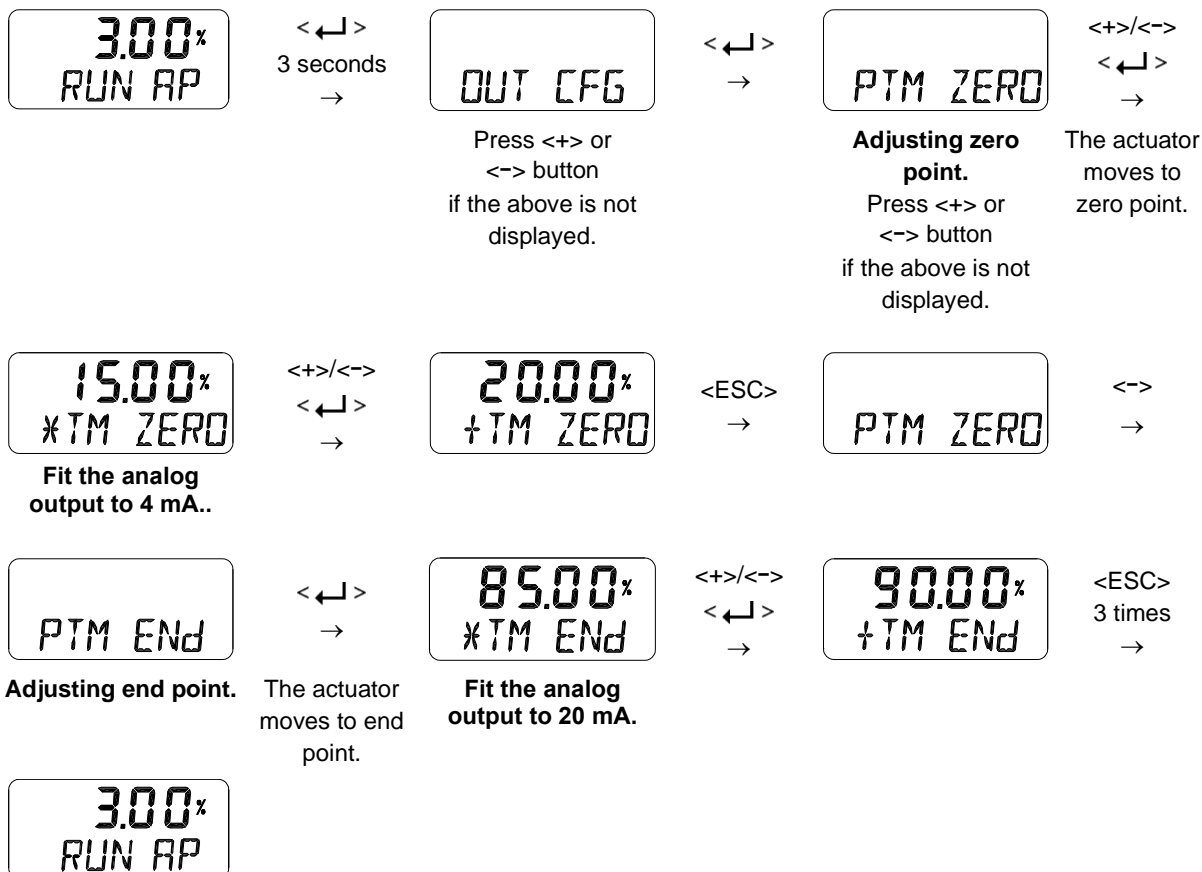 3.00%
RUN AP
<↵>
3 seconds
→
OUT CFG
Press <+> or
<-> button
if the above is not
displayed.
<↵>
→
PTM ZERO
Adjusting zero
point.
Press <+> or
<-> button
if the above is not
displayed.
<+>/<->
<↵>
→
The actuator
moves to
zero point.
15.00%
*TM ZERO
Fit the analog
output to 4 mA..
<+>/<->
<↵>
→
20.00%
+TM ZERO
<ESC>
→
PTM ZERO
<->
→
PTM ENd
Adjusting end point.
<↵>
→
The actuator
moves to end
point.
85.00%
*TM ENd
Fit the analog
output to 20 mA.
<+>/<->
<↵>
→
90.00%
+TM ENd
<ESC>
3 times
→
3.00%
RUN AP